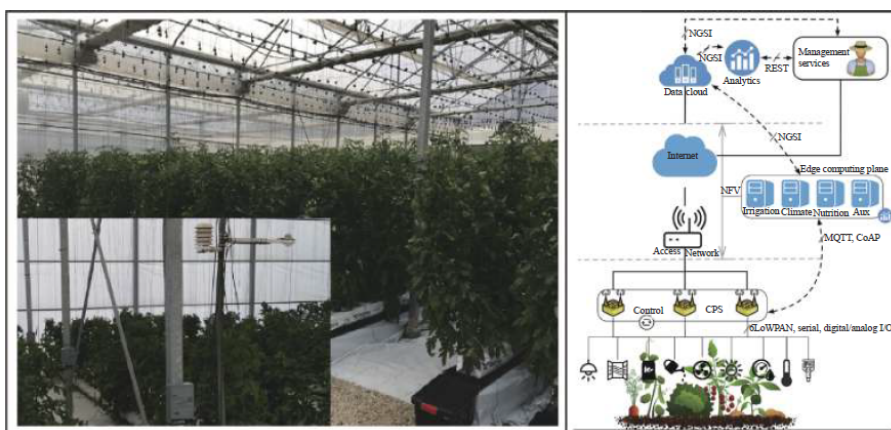 NGSI
NGSI
Data cloud
Analytics
REST
Management
services
NGSI
Internet
Edge computing plane
NFV
Irrigation Climate Nutrition Aux
MQTT, CoAP
Access Network
Control
CPS
6LoWPAN, serial, digital/analog I/O